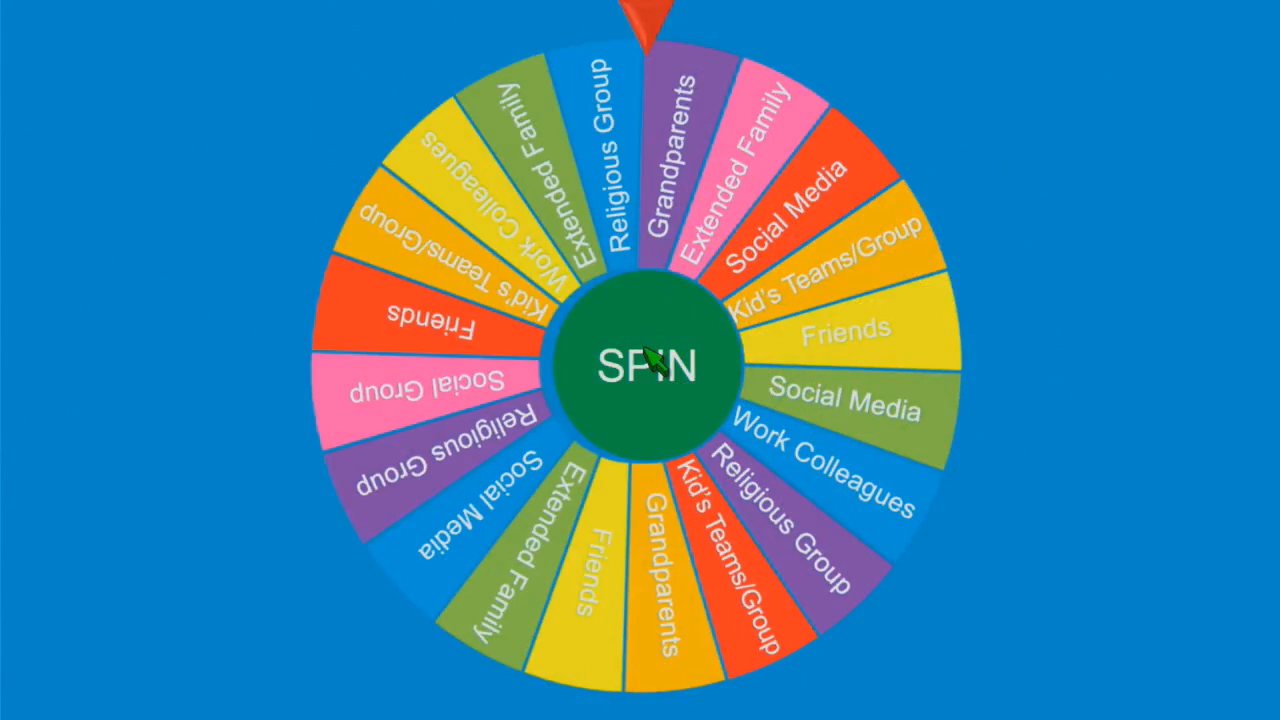 Grandparents
Extended Family
Social Media
Kid's Teams/Group
Friends
Social Media
Work Colleagues
Religious Group
Kid's Teams/Group
Grandparents
Friends
Extended Family
Social Media
Religious Group
Social Group
Friends
Kid's Teams/Group
Work Colleagues
Extended Family
Religious Group
SPIN